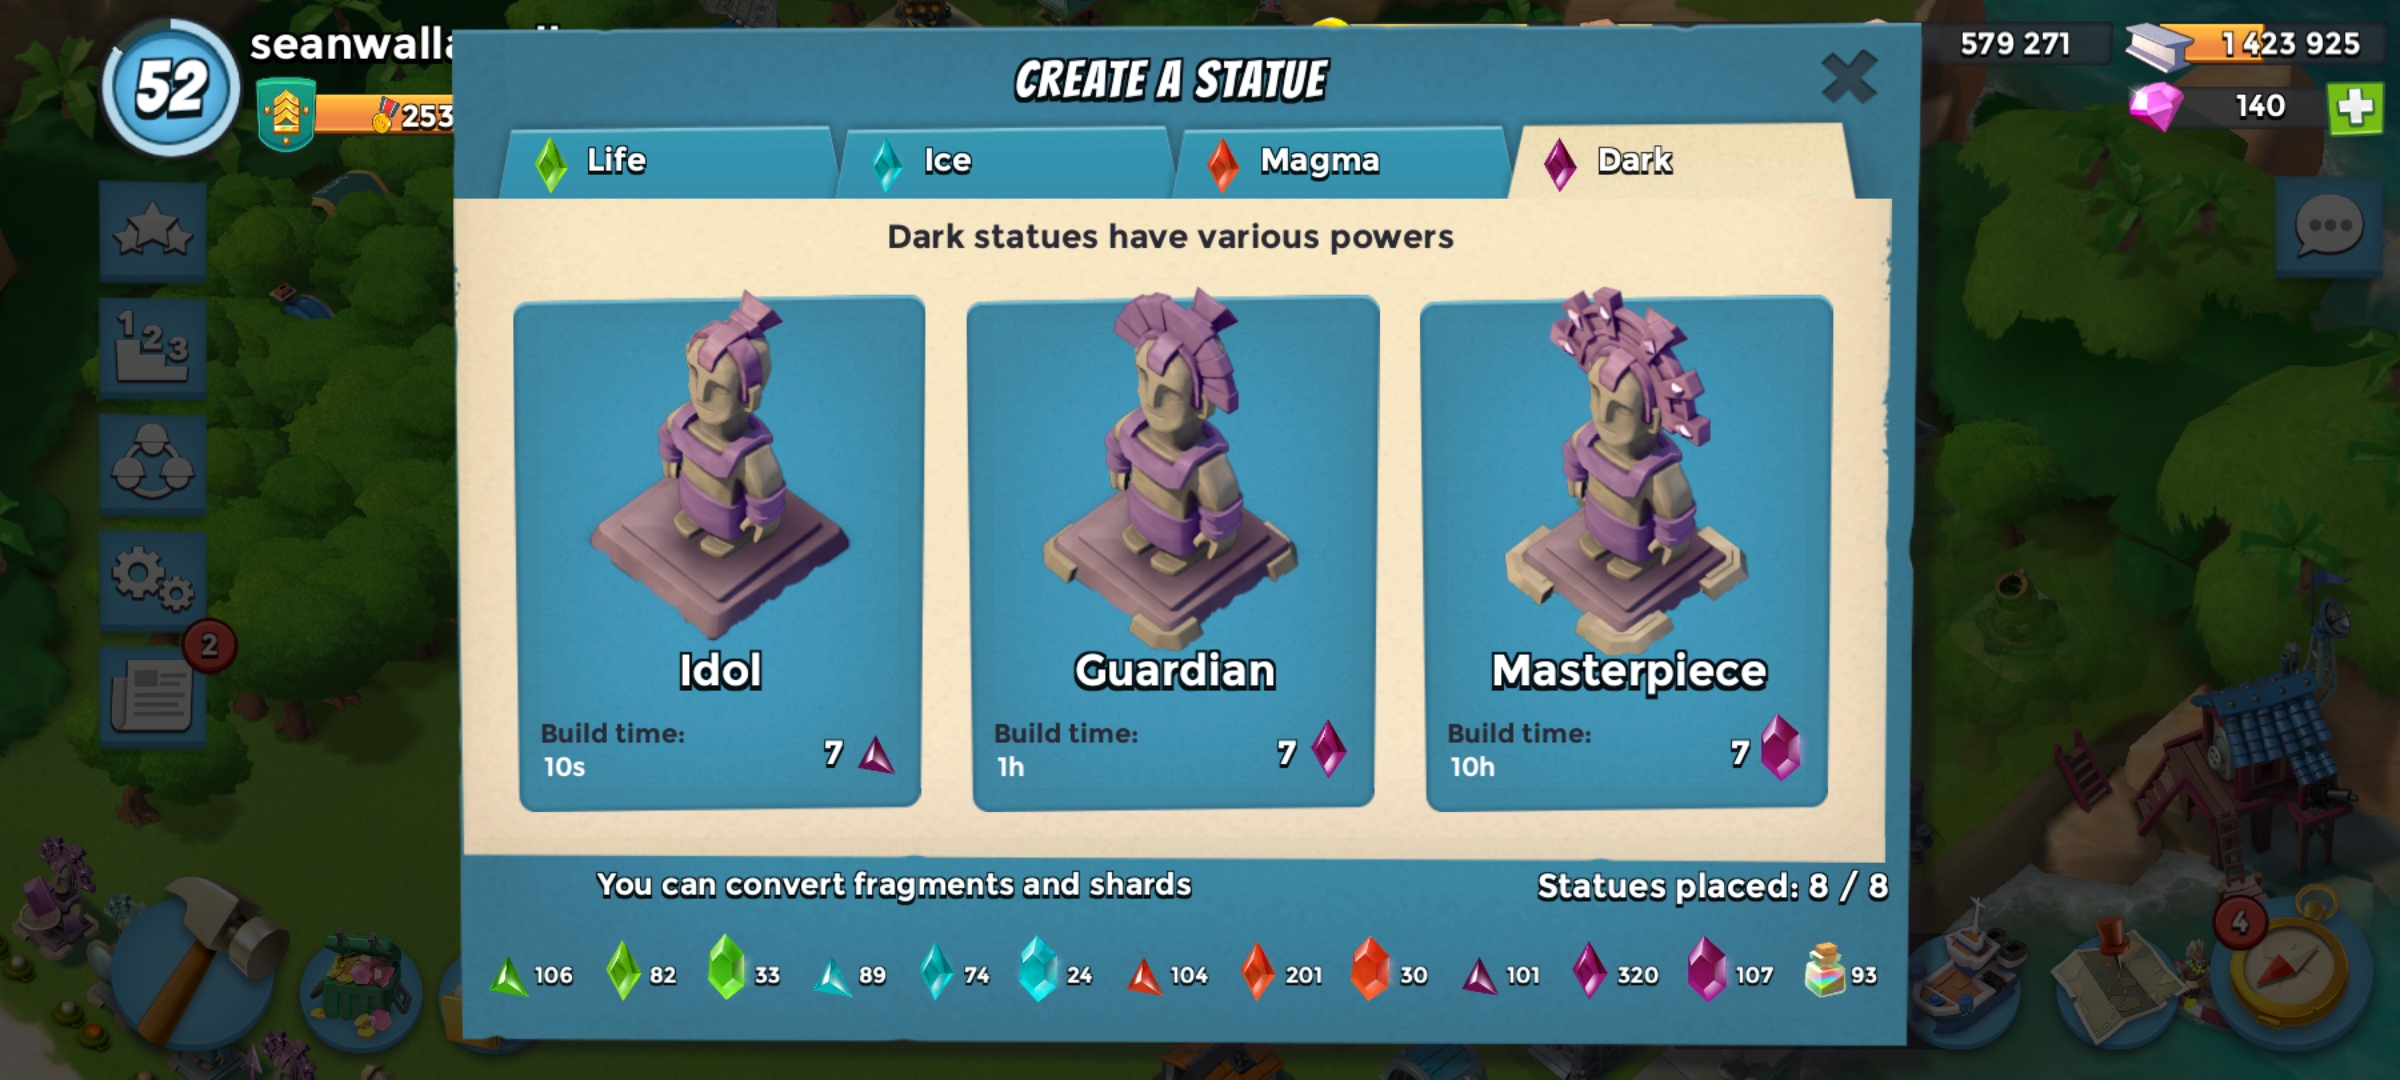 52
253
579 271
1 423 925
140
1 2 3
2
4
CREATE A STATUE
Life
Ice
Magma
Dark
Dark statues have various powers
Idol
Build time:
10s
7
Guardian
Build time:
1h
7
Masterpiece
Build time:
10h
7
You can convert fragments and shards
Statues placed: 8 / 8
106
82
33
89
74
24
104
201
30
101
320
107
93